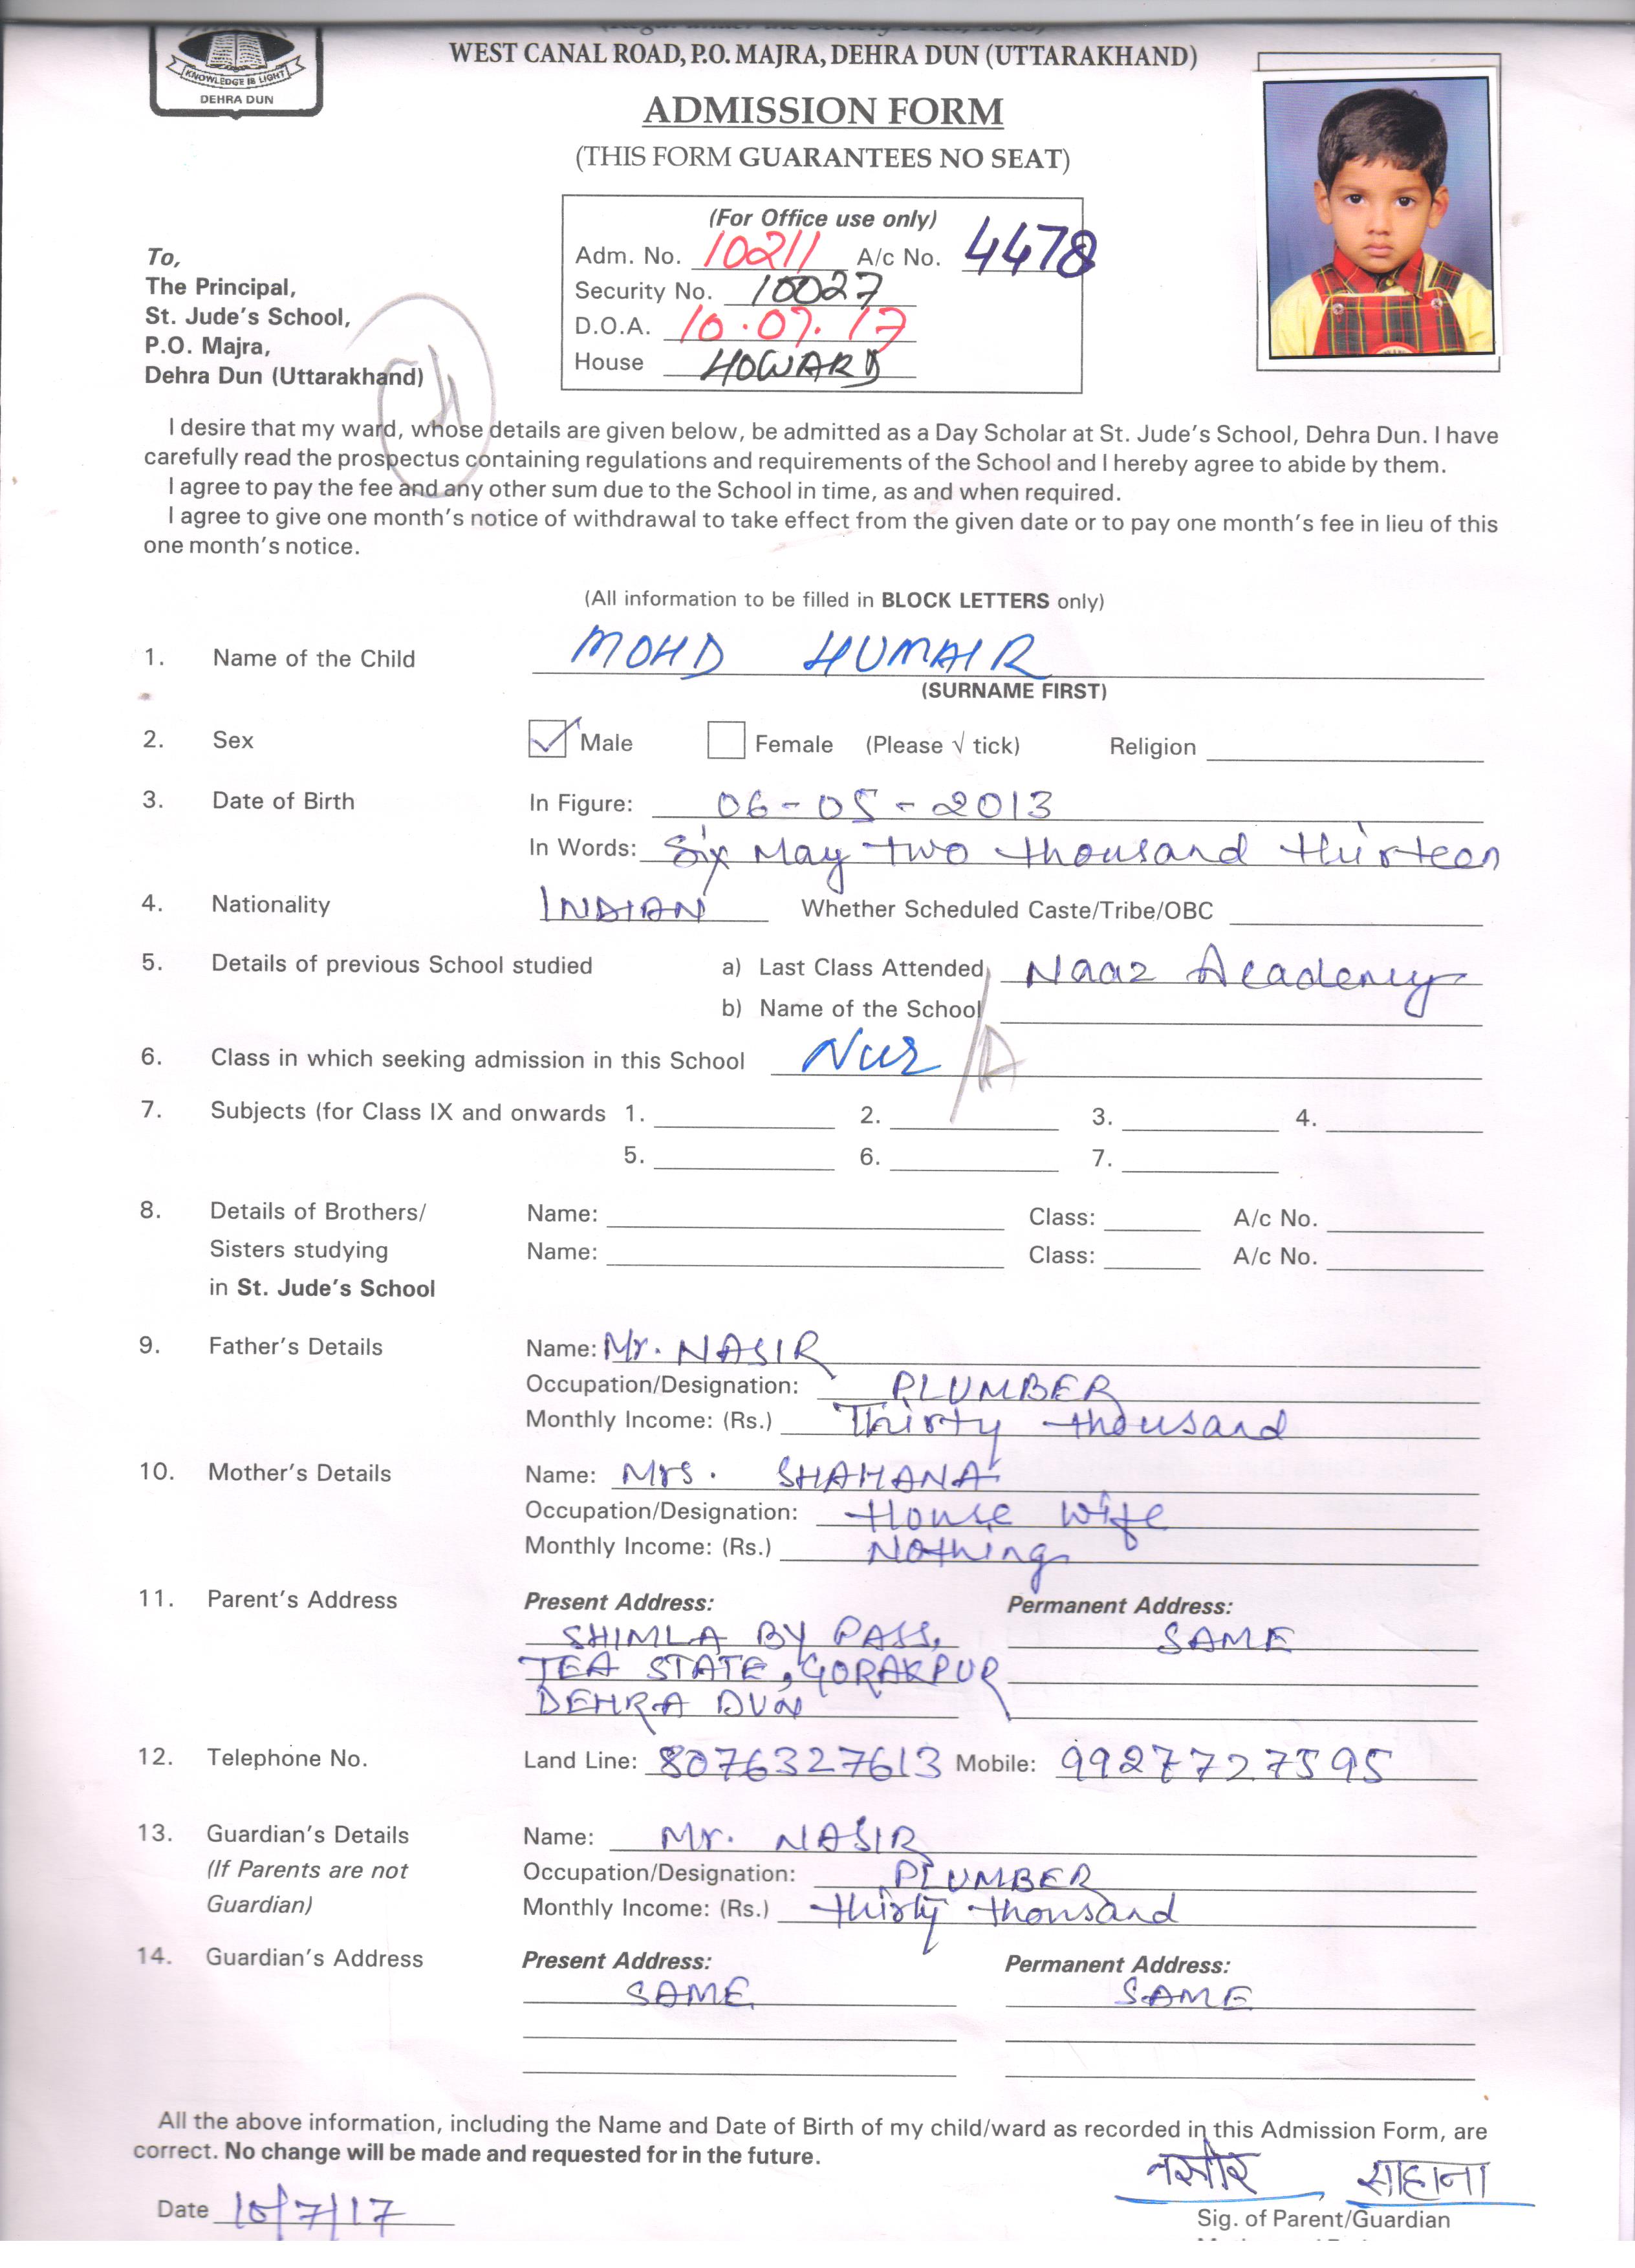 KNOWLEDGE IS LIGHT
DEHRA DUN
WEST CANAL ROAD, P.O. MAJRA, DEHRA DUN (UTTARAKHAND)
ADMISSION FORM
(THIS FORM GUARANTEES NO SEAT)
(For Office use only)
Adm. No. 10211 A/c No. 4478
Security No. 10027
D.O.A. 10.07.17
House HOWARD
To,
The Principal,
St. Jude's School,
P.O. Majra,
Dehra Dun (Uttarakhand)
I desire that my ward, whose details are given below, be admitted as a Day Scholar at St. Jude's School, Dehra Dun. I have
carefully read the prospectus containing regulations and requirements of the School and I hereby agree to abide by them.
I agree to pay the fee and any other sum due to the School in time, as and when required.
I agree to give one month's notice of withdrawal to take effect from the given date or to pay one month's fee in lieu of this
one month's notice.
(All information to be filled in BLOCK LETTERS only)
1. Name of the Child MOHD HUMAIR
(SURNAME FIRST)
2. Sex Male Female (Please √ tick) Religion
3. Date of Birth In Figure: 06-05-2013
In Words: Six May two thousand thirteen
4. Nationality INDIAN Whether Scheduled Caste/Tribe/OBC
5. Details of previous School studied a) Last Class Attended Naaz Academy
b) Name of the School
6. Class in which seeking admission in this School Nur /A
7. Subjects (for Class IX and onwards 1. 2. 3. 4.
5. 6. 7.
8. Details of Brothers/ Name: Class: A/c No.
Sisters studying Name: Class: A/c No.
in St. Jude's School
9. Father's Details Name: Mr. NASIR
Occupation/Designation: PLUMBER
Monthly Income: (Rs.) Thirty thousand
10. Mother's Details Name: Mrs. SHAHANA
Occupation/Designation: House wife
Monthly Income: (Rs.) Nothing
11. Parent's Address Present Address: Permanent Address:
SHIMLA BY PASS, SAME
TEA STATE, GORAKPUR
DEHRA DUN
12. Telephone No. Land Line: 8076327613 Mobile: 9927727595
13. Guardian's Details Name: Mr. NASIR
(If Parents are not Occupation/Designation: PLUMBER
Guardian) Monthly Income: (Rs.) thirty thousand
14. Guardian's Address Present Address: Permanent Address:
SAME SAME
All the above information, including the Name and Date of Birth of my child/ward as recorded in this Admission Form, are
correct. No change will be made and requested for in the future.
नसीर, साहाना
Date 10/7/17
Sig. of Parent/Guardian